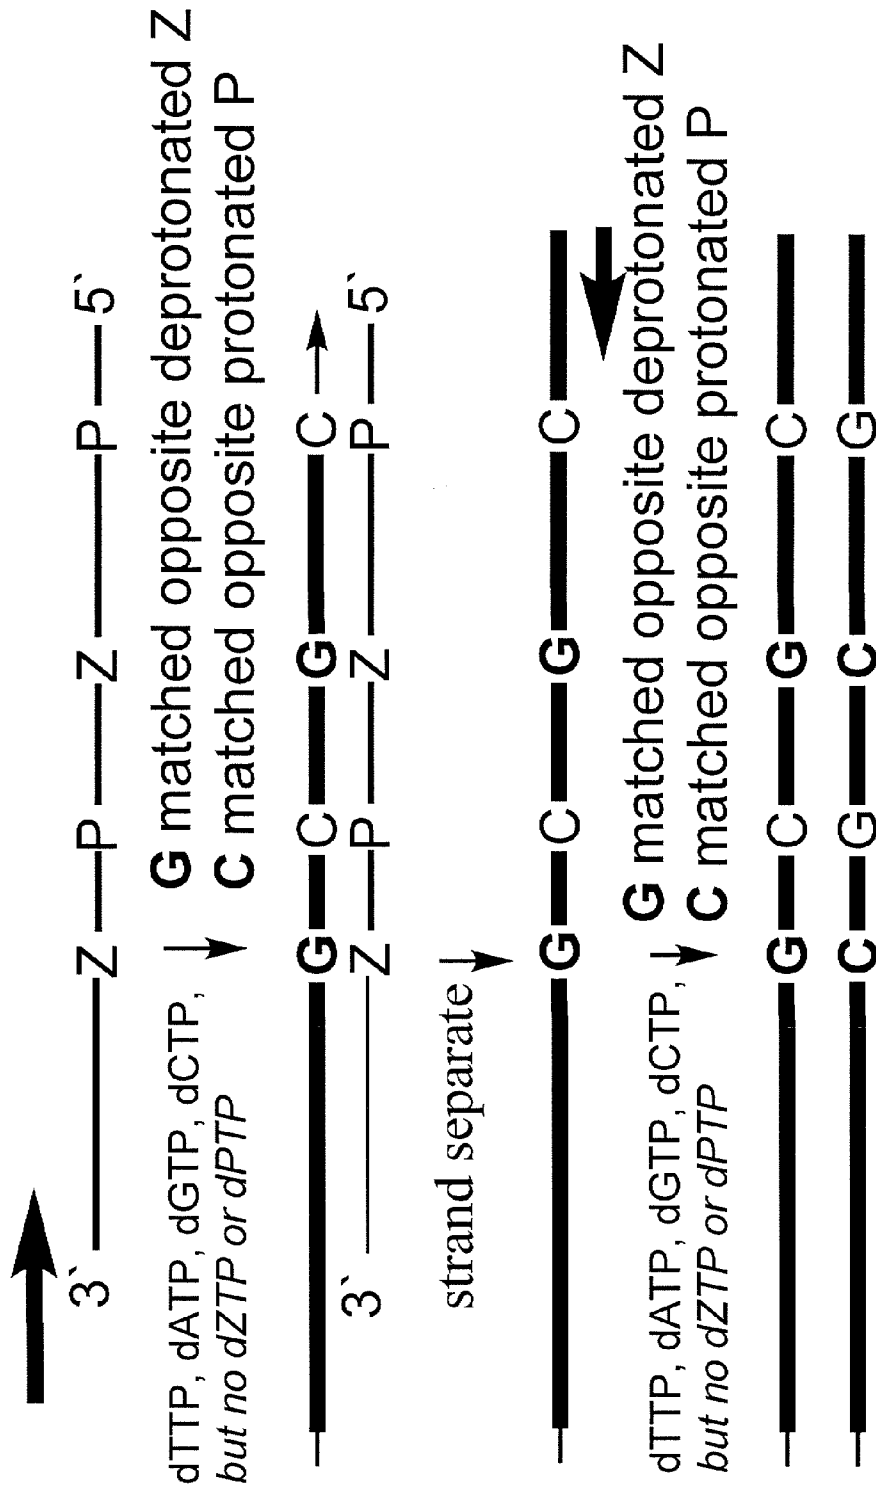 3` Z P Z P 5`
dTTP, dATP, dGTP, dCTP,
but no dZTP or dPTP
G matched opposite deprotonated Z
C matched opposite protonated P
G C G C
3` Z P Z P 5`
strand separate
G C G C
dTTP, dATP, dGTP, dCTP,
but no dZTP or dPTP
G matched opposite deprotonated Z
C matched opposite protonated P
G C G C
C G C G